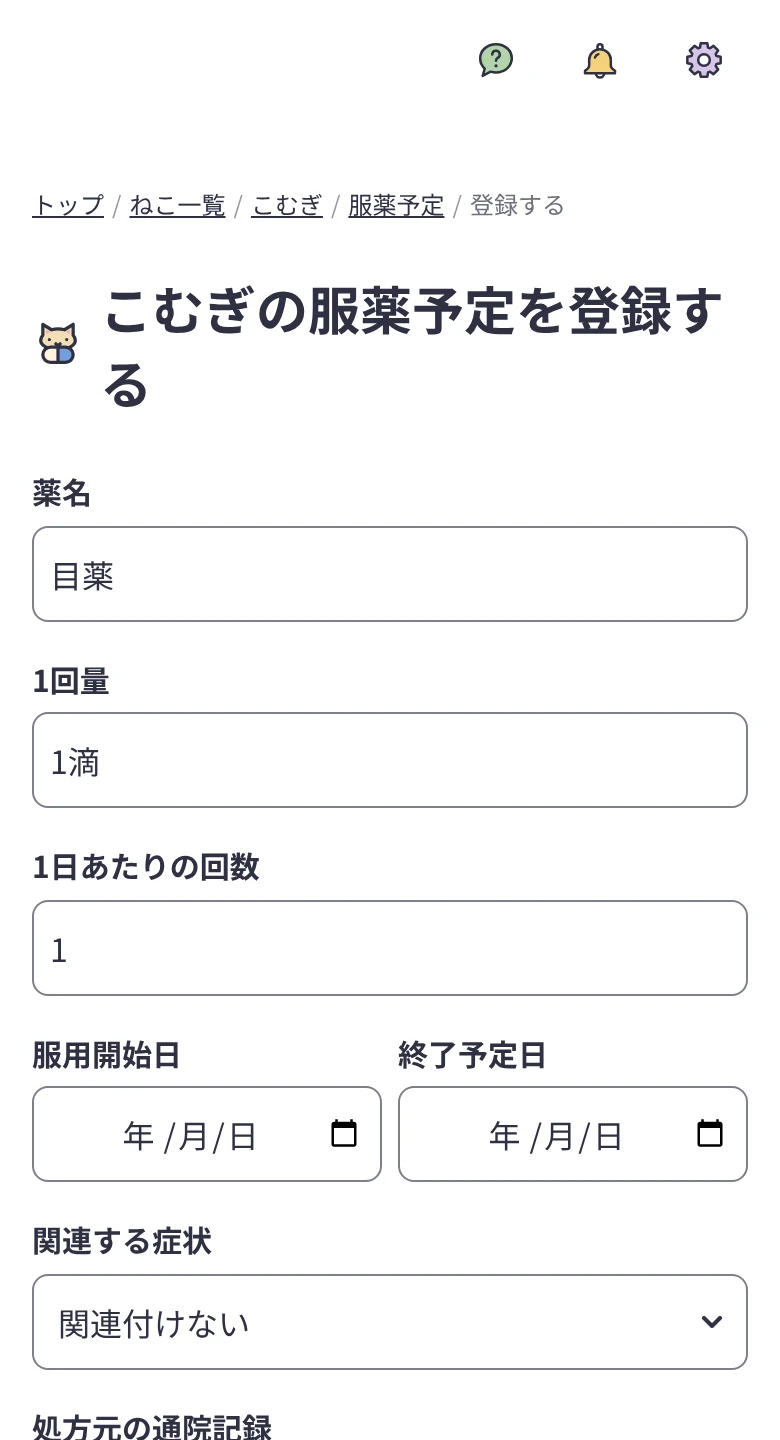 トップ / ねこ一覧 / こむぎ / 服薬予定 / 登録する
こむぎの服薬予定を登録す
る
薬名
目薬
1回量
1滴
1日あたりの回数
1
服用開始日 終了予定日
年 /月/日 年 /月/日
関連する症状
関連付けない
処方元の通院記録